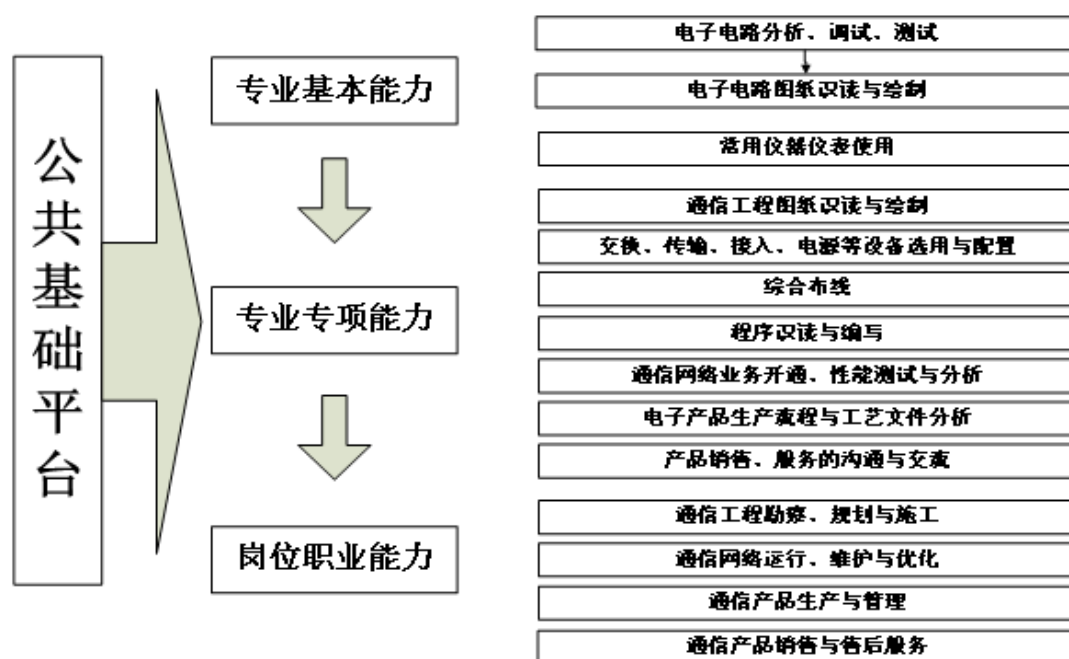 公共基础平台
专业基本能力
专业专项能力
岗位职业能力
电子电路分析、调试、测试
电子电路图纸识读与绘制
常用仪器仪表使用
通信工程图纸识读与绘制
交换、传输、接入、电源等设备选用与配置
综合布线
程序识读与编写
通信网络业务开通、性能测试与分析
电子产品生产流程与工艺文件分析
产品销售、服务的沟通与交流
通信工程勘察、规划与施工
通信网络运行、维护与优化
通信产品生产与管理
通信产品销售与售后服务